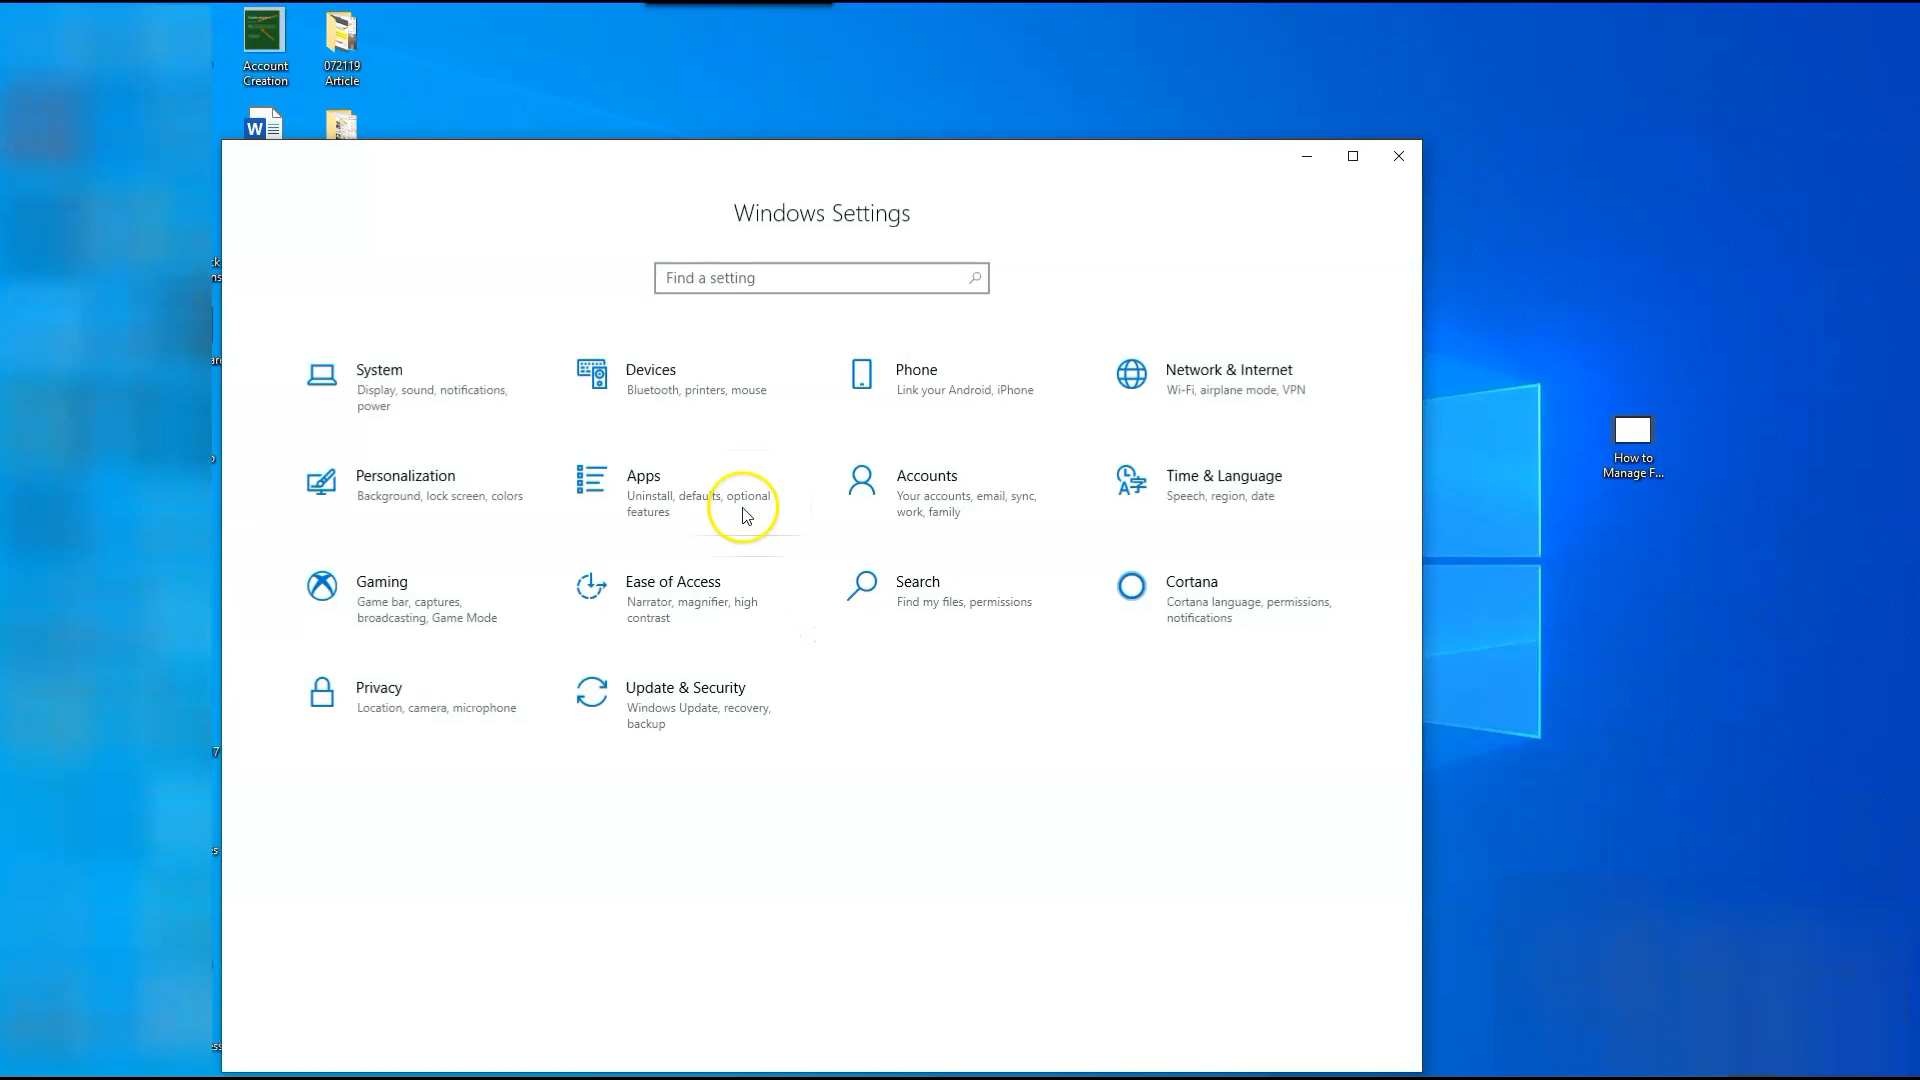 Account
Creation
072119
Article
Windows Settings
Find a setting
System
Display, sound, notifications,
power
Devices
Bluetooth, printers, mouse
Phone
Link your Android, iPhone
Network & Internet
Wi-Fi, airplane mode, VPN
Personalization
Background, lock screen, colors
Apps
Uninstall, defaults, optional
features
Accounts
Your accounts, email, sync,
work, family
Time & Language
Speech, region, date
Gaming
Game bar, captures,
broadcasting, Game Mode
Ease of Access
Narrator, magnifier, high
contrast
Search
Find my files, permissions
Cortana
Cortana language, permissions,
notifications
Privacy
Location, camera, microphone
Update & Security
Windows Update, recovery,
backup
How to
Manage F...